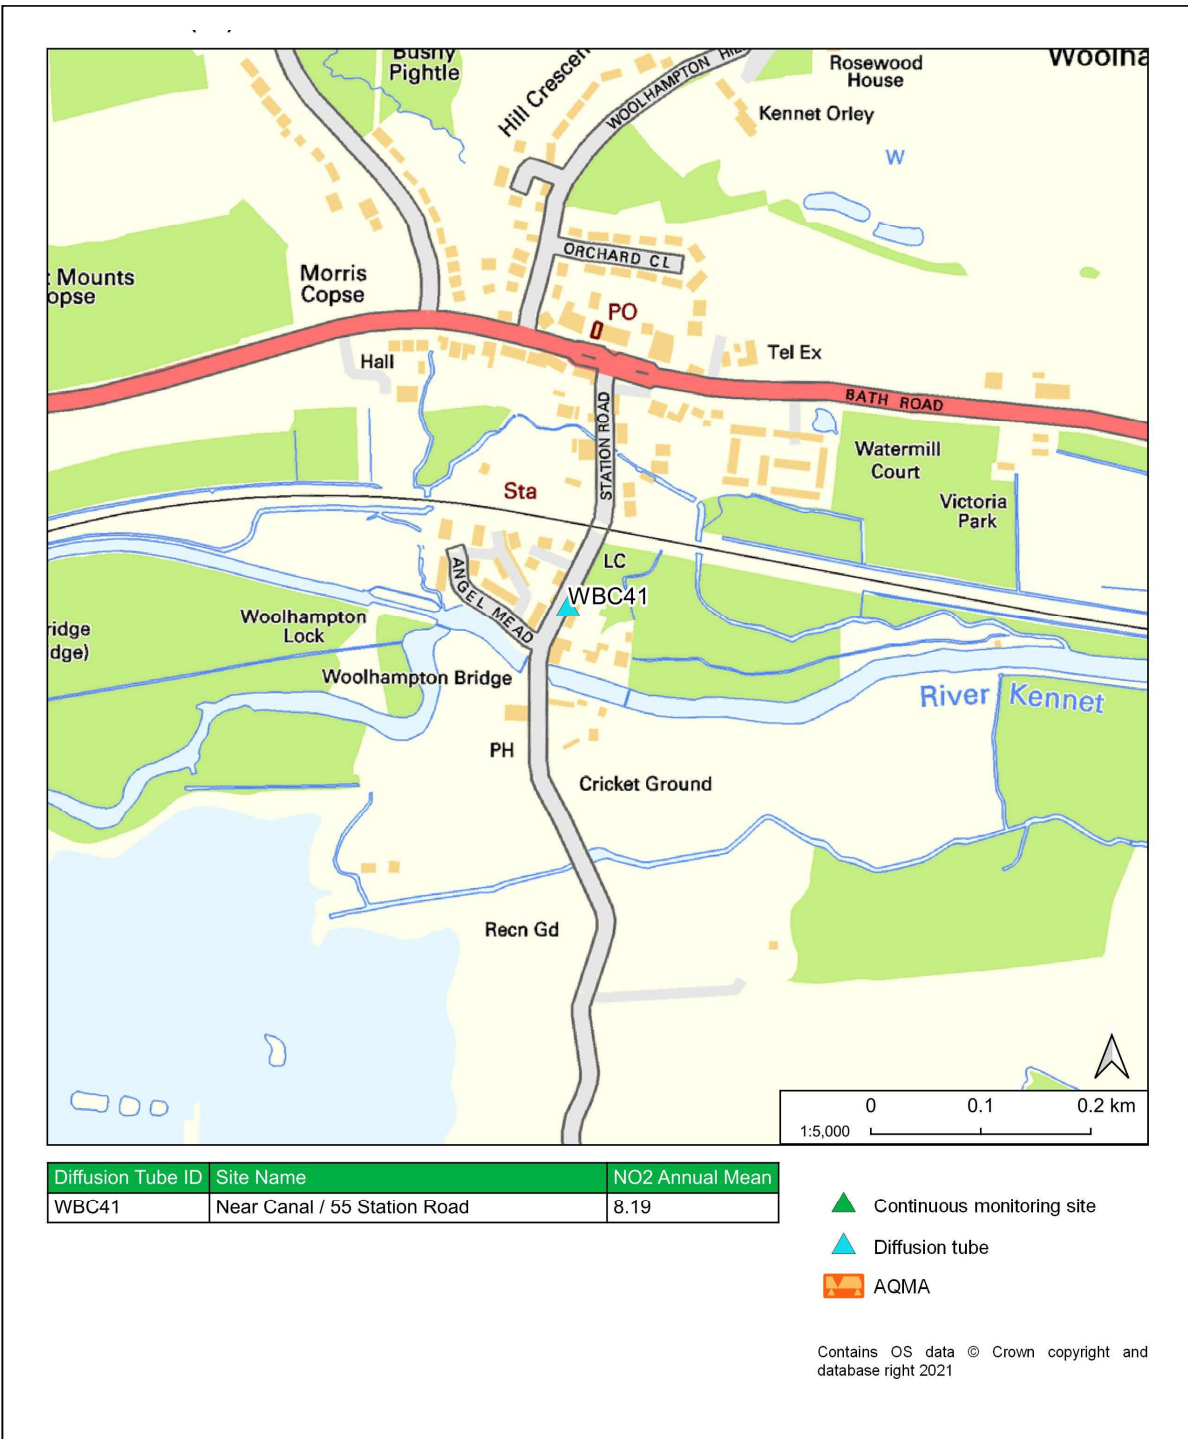 Bushy
Pightle
Hill Crescen
WOOLHAMPTON HIL
Rosewood
House
Woolha
Kennet Orley
W
ORCHARD CL
t Mounts
opse
Morris
Copse
PO
Hall
Tel Ex
BATH ROAD
STATION ROAD
Watermill
Court
Sta
Victoria
Park
LC
ANGEL MEAD
WBC41
Woolhampton
Lock
ridge
dge)
Woolhampton Bridge
River Kennet
PH
Cricket Ground
Recn Gd
0 0.1 0.2 km
1:5,000
Diffusion Tube ID Site Name NO2 Annual Mean
WBC41 Near Canal / 55 Station Road 8.19
Continuous monitoring site
Diffusion tube
AQMA
Contains OS data © Crown copyright and
database right 2021